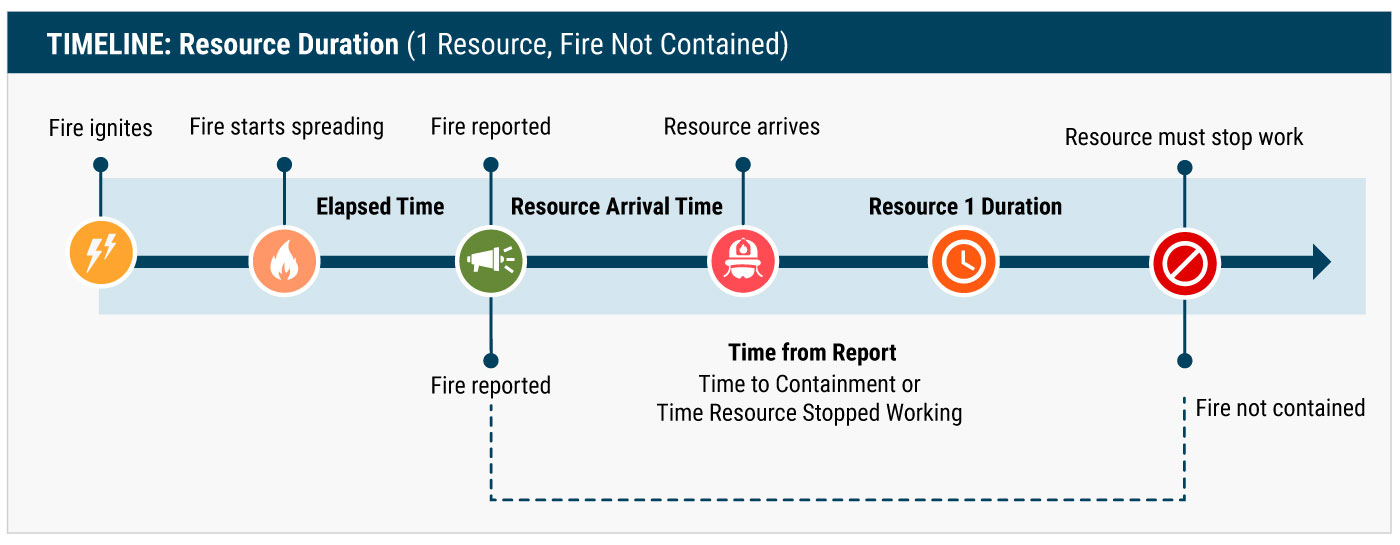 TIMELINE: Resource Duration (1 Resource, Fire Not Contained)
Fire ignites
Fire starts spreading
Fire reported
Resource arrives
Resource must stop work
Elapsed Time
Resource Arrival Time
Resource 1 Duration
Time from Report
Time to Containment or
Time Resource Stopped Working
Fire reported
Fire not contained